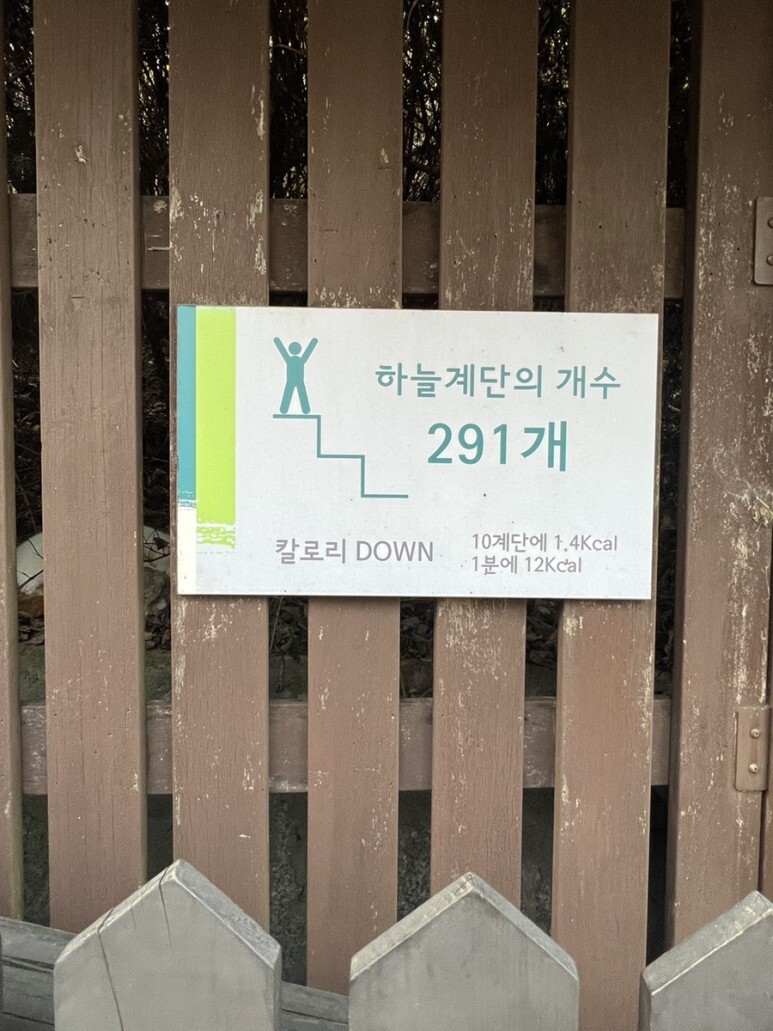 하늘계단의 개수
291개
칼로리 DOWN
10계단에 1.4Kcal
1분에 12Kcal